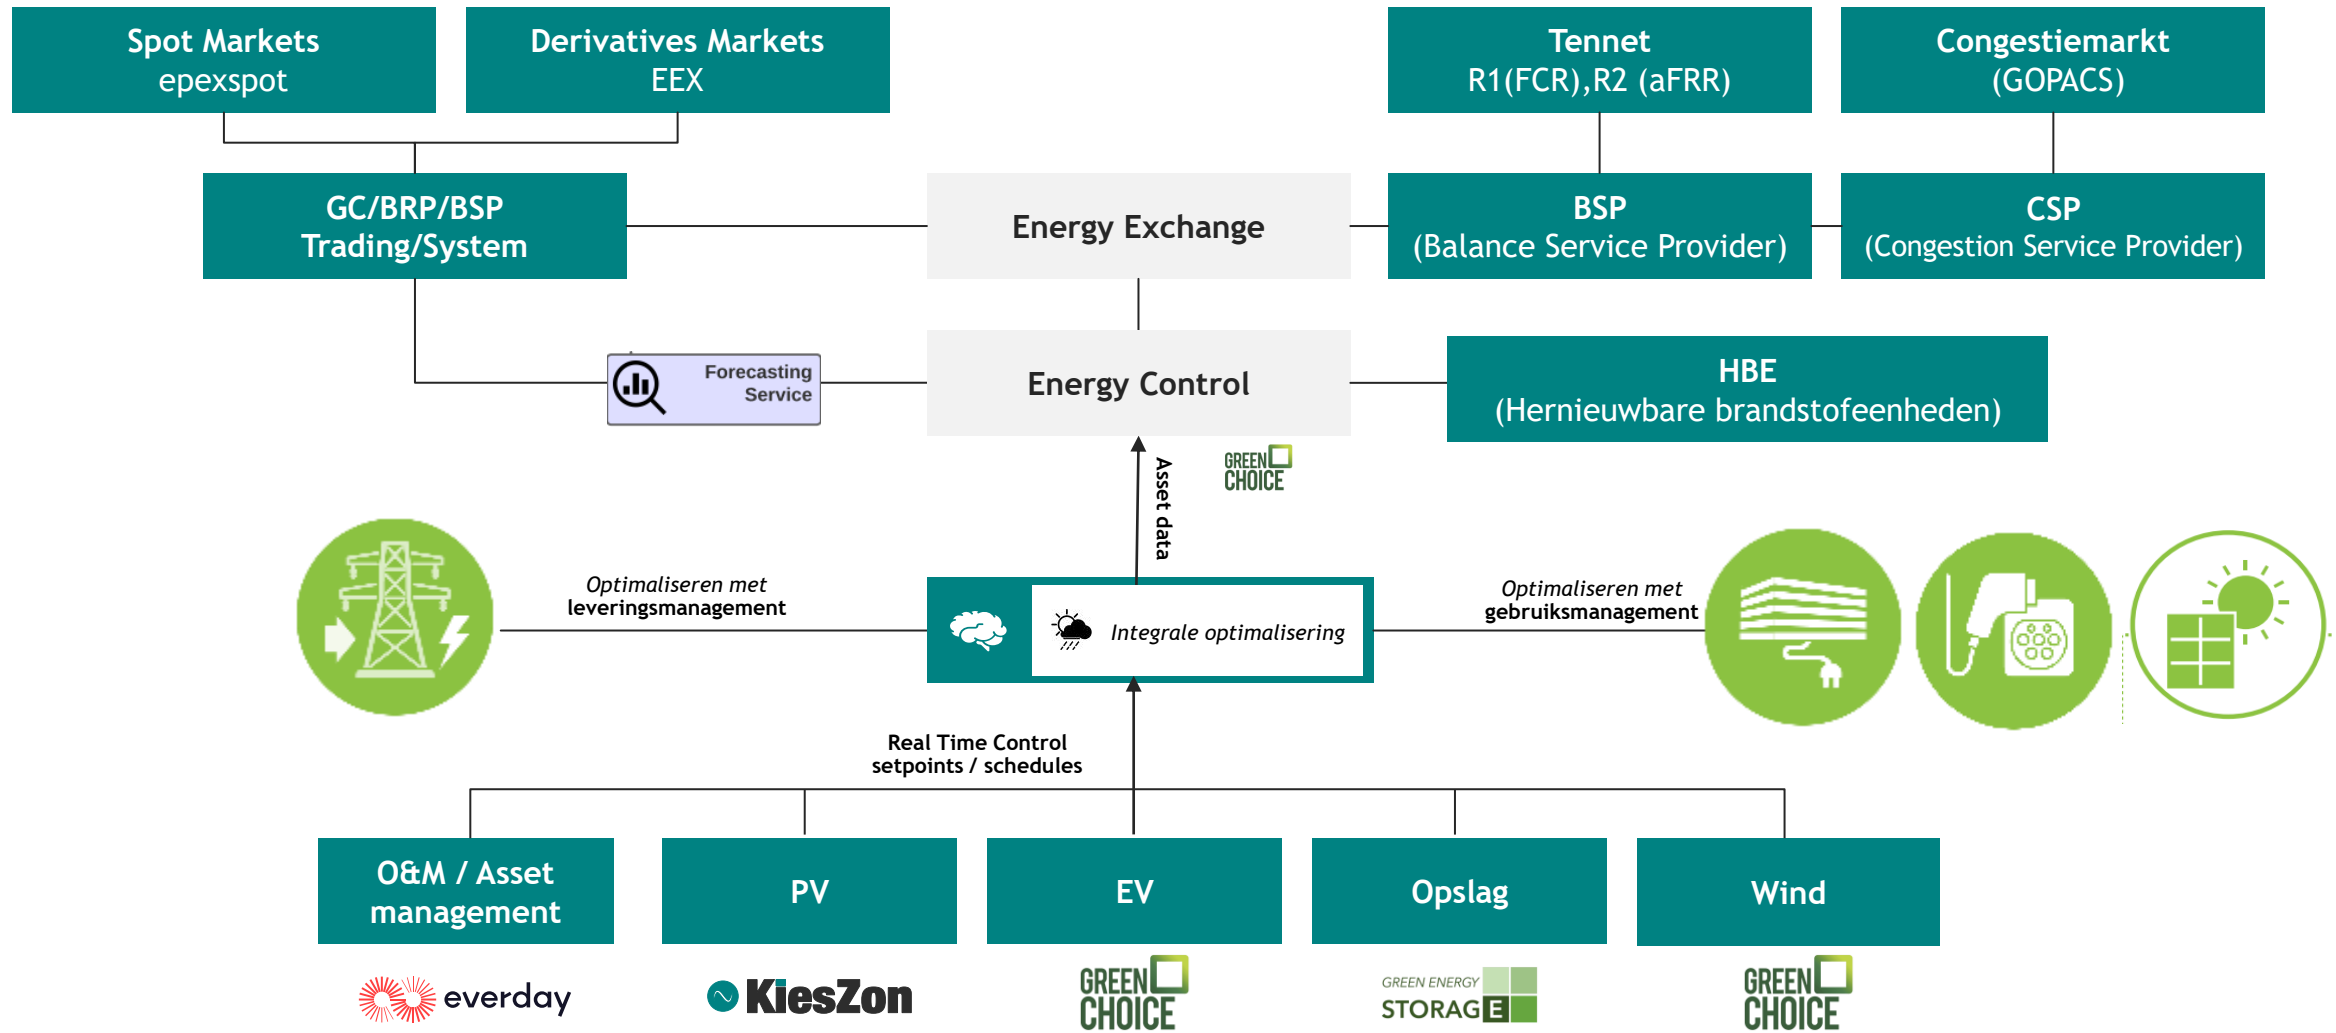 Spot Markets
epexspot
Derivatives Markets
EEX
Tennet
R1(FCR),R2 (aFRR)
Congestiemarkt
(GOPACS)
GC/BRP/BSP
Trading/System
Energy Exchange
BSP
(Balance Service Provider)
CSP
(Congestion Service Provider)
Forecasting
Service
Energy Control
HBE
(Hernieuwbare brandstofeenheden)
Asset data
GREEN
CHOICE
Optimaliseren met
leveringsmanagement
Integrale optimalisering
Optimaliseren met
gebruiksmanagement
Real Time Control
setpoints / schedules
O&M / Asset
management
PV
EV
Opslag
Wind
everday
KiesZon
GREEN
CHOICE
GREEN ENERGY
STORAGE
GREEN
CHOICE